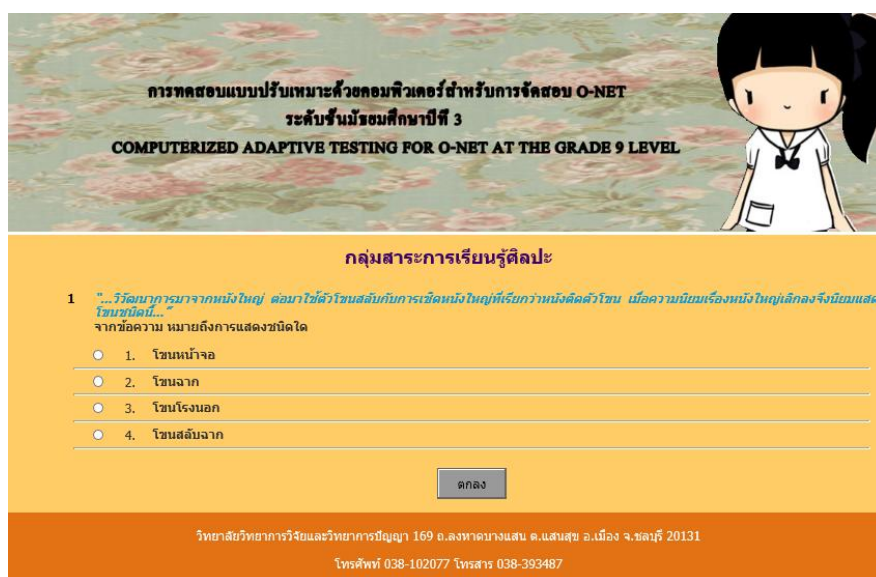 การทดสอบแบบปรับเหมาะด้วยคอมพิวเตอร์สำหรับการจัดสอบ O-NET
ระดับชั้นมัธยมศึกษาปีที่ 3
COMPUTERIZED ADAPTIVE TESTING FOR O-NET AT THE GRADE 9 LEVEL
กลุ่มสาระการเรียนรู้ศิลปะ
1 "...วิวัฒนาการมาจากหนังใหญ่ ต่อมาใช้ตัวโขนสลับกับการเชิดหนังใหญ่ที่เรียกว่าหนังติดตัวโขน เมื่อความนิยมเรื่องหนังใหญ่เลิกลงจึงนิยมแสด
โขนชนิดนี้..."
จากข้อความ หมายถึงการแสดงชนิดใด
1. โขนหน้าจอ
2. โขนฉาก
3. โขนโรงนอก
4. โขนสลับฉาก
ตกลง
วิทยาลัยวิทยาการวิจัยและวิทยาการปัญญา 169 ถ.ลงหาดบางแสน ต.แสนสุข อ.เมือง จ.ชลบุรี 20131
โทรศัพท์ 038-102077 โทรสาร 038-393487